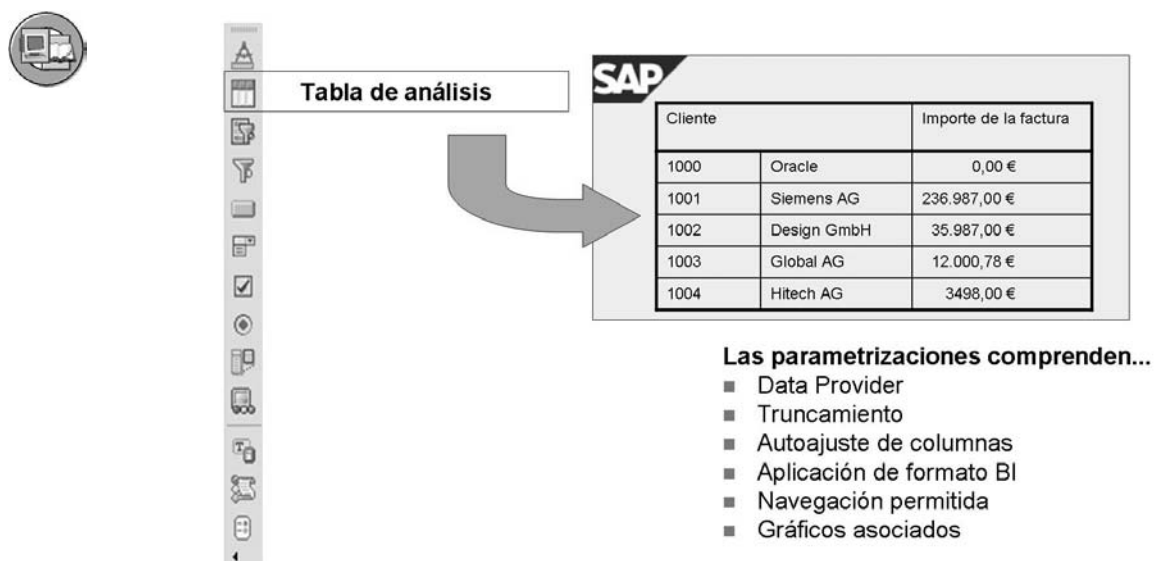 Tabla de análisis
SAP
Cliente Importe de la factura
1000 Oracle 0,00 €
1001 Siemens AG 236.987,00 €
1002 Design GmbH 35.987,00 €
1003 Global AG 12.000,78 €
1004 Hitech AG 3498,00 €
Las parametrizaciones comprenden...
Data Provider
Truncamiento
Autoajuste de columnas
Aplicación de formato BI
Navegación permitida
Gráficos asociados